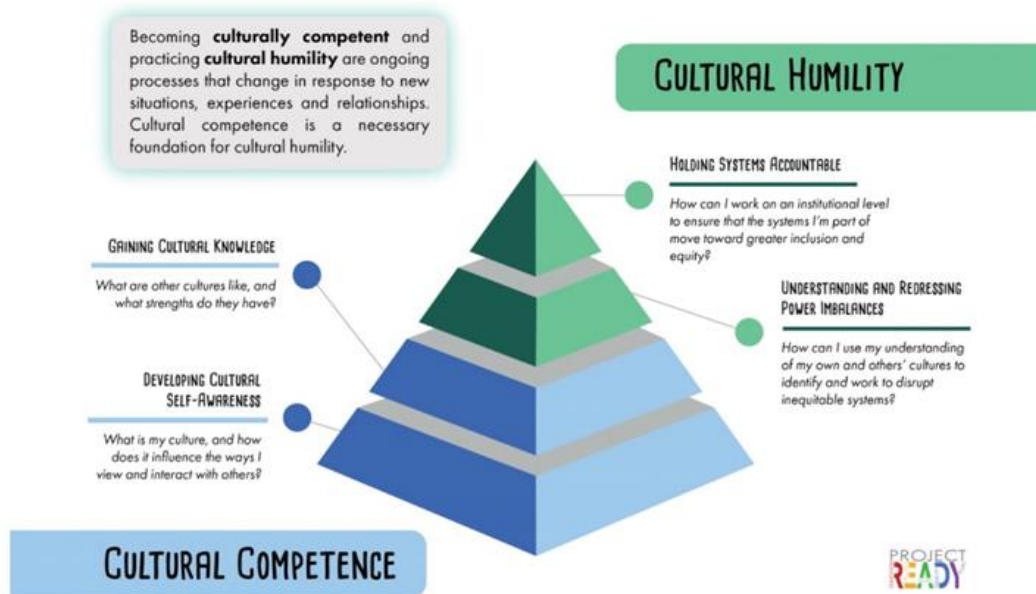 Becoming culturally competent and
practicing cultural humility are ongoing
processes that change in response to new
situations, experiences and relationships.
Cultural competence is a necessary
foundation for cultural humility.
CULTURAL HUMILITY
HOLDING SYSTEMS ACCOUNTABLE
How can I work on an institutional level
to ensure that the systems I'm part of
move toward greater inclusion and
equity?
GAINING CULTURAL KNOWLEDGE
What are other cultures like, and
what strengths do they have?
UNDERSTANDING AND REDRESSING
POWER IMBALANCES
How can I use my understanding
of my own and others' cultures to
identify and work to disrupt
inequitable systems?
DEVELOPING CULTURAL
SELF-AWARENESS
What is my culture, and how
does it influence the ways I
view and interact with others?
CULTURAL COMPETENCE
PROJECT
READY